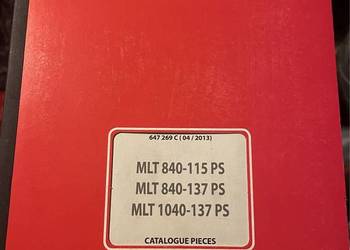 647 269 C ( 04 / 2013)
MLT 840-115 PS
MLT 840-137 PS
MLT 1040-137 PS
CATALOGUE PIECES